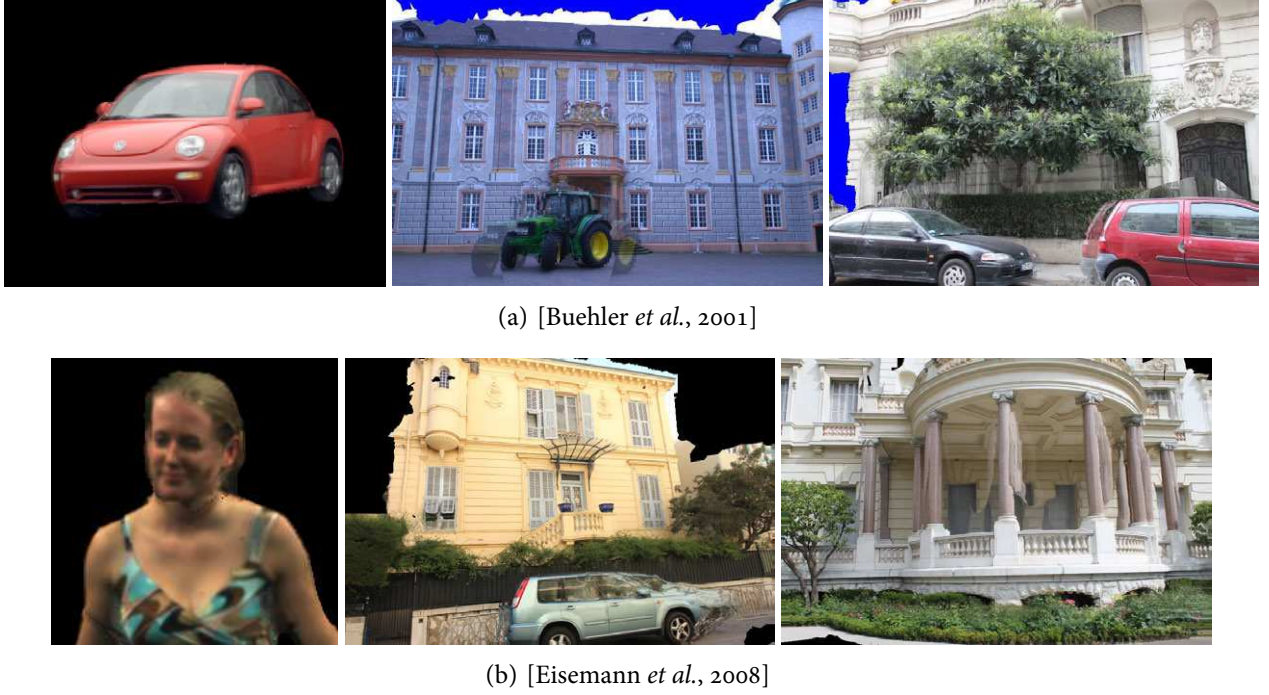 (a) [Buehler et al., 2001]
(b) [Eisemann et al., 2008]